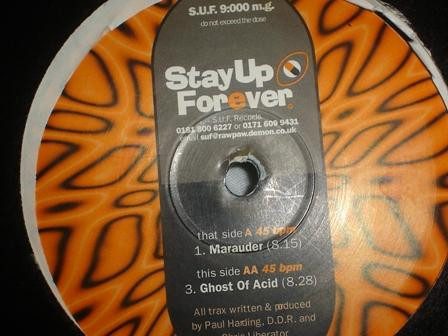 S.U.F. 9:000 m.g.
do not exceed the dose
Stay Up
Forever
S.U.F. Records
0181 800 6227 or 0171 609 9431
email suf@rawpaw.demon.co.uk
that side A 45 bpm
1. Marauder (8.15)
this side AA 45 bpm
3. Ghost Of Acid (8.28)
All trax written & produced
by Paul Harding, D.D.R. and
Chris Liberator